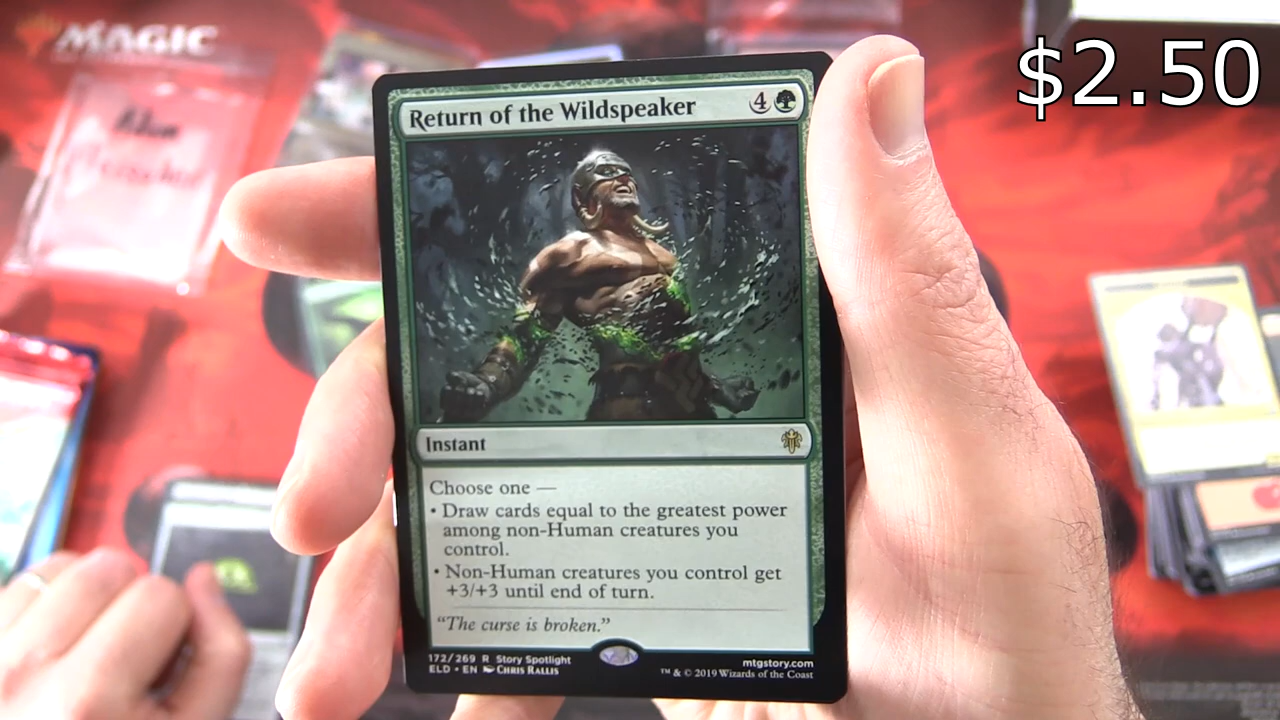 MAGIC
$2.50
Return of the Wildspeaker 4
Instant
Choose one —
• Draw cards equal to the greatest power
among non-Human creatures you
control.
• Non-Human creatures you control get
+3/+3 until end of turn.
"The curse is broken."
172/269 R Story Spotlight
ELD • EN Chris Rallis
mtgstory.com
™ & © 2019 Wizards of the Coast